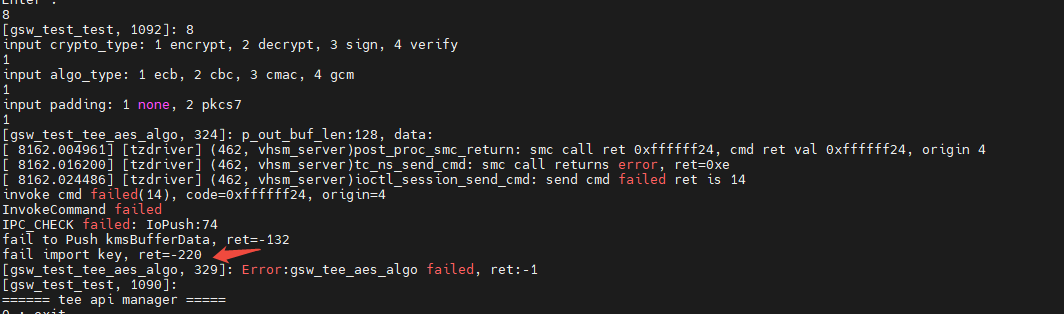 Enter :
8
[gsw_test_test, 1092]: 8
input crypto_type: 1 encrypt, 2 decrypt, 3 sign, 4 verify
1
input algo_type: 1 ecb, 2 cbc, 3 cmac, 4 gcm
1
input padding: 1 none, 2 pkcs7
1
[gsw_test_tee_aes_algo, 324]: p_out_buf_len:128, data:
[ 8162.004961] [tzdriver] (462, vhsm_server)post_proc_smc_return: smc call ret 0xffffff24, cmd ret val 0xffffff24, origin 4
[ 8162.016200] [tzdriver] (462, vhsm_server)tc_ns_send_cmd: smc call returns error, ret=0xe
[ 8162.024486] [tzdriver] (462, vhsm_server)ioctl_session_send_cmd: send cmd failed ret is 14
invoke cmd failed(14), code=0xffffff24, origin=4
InvokeCommand failed
IPC_CHECK failed: IoPush:74
fail to Push kmsBufferData, ret=-132
fail import key, ret=-220
[gsw_test_tee_aes_algo, 329]: Error:gsw_tee_aes_algo failed, ret:-1
[gsw_test_test, 1090]:
====== tee api manager =====
0 : exit